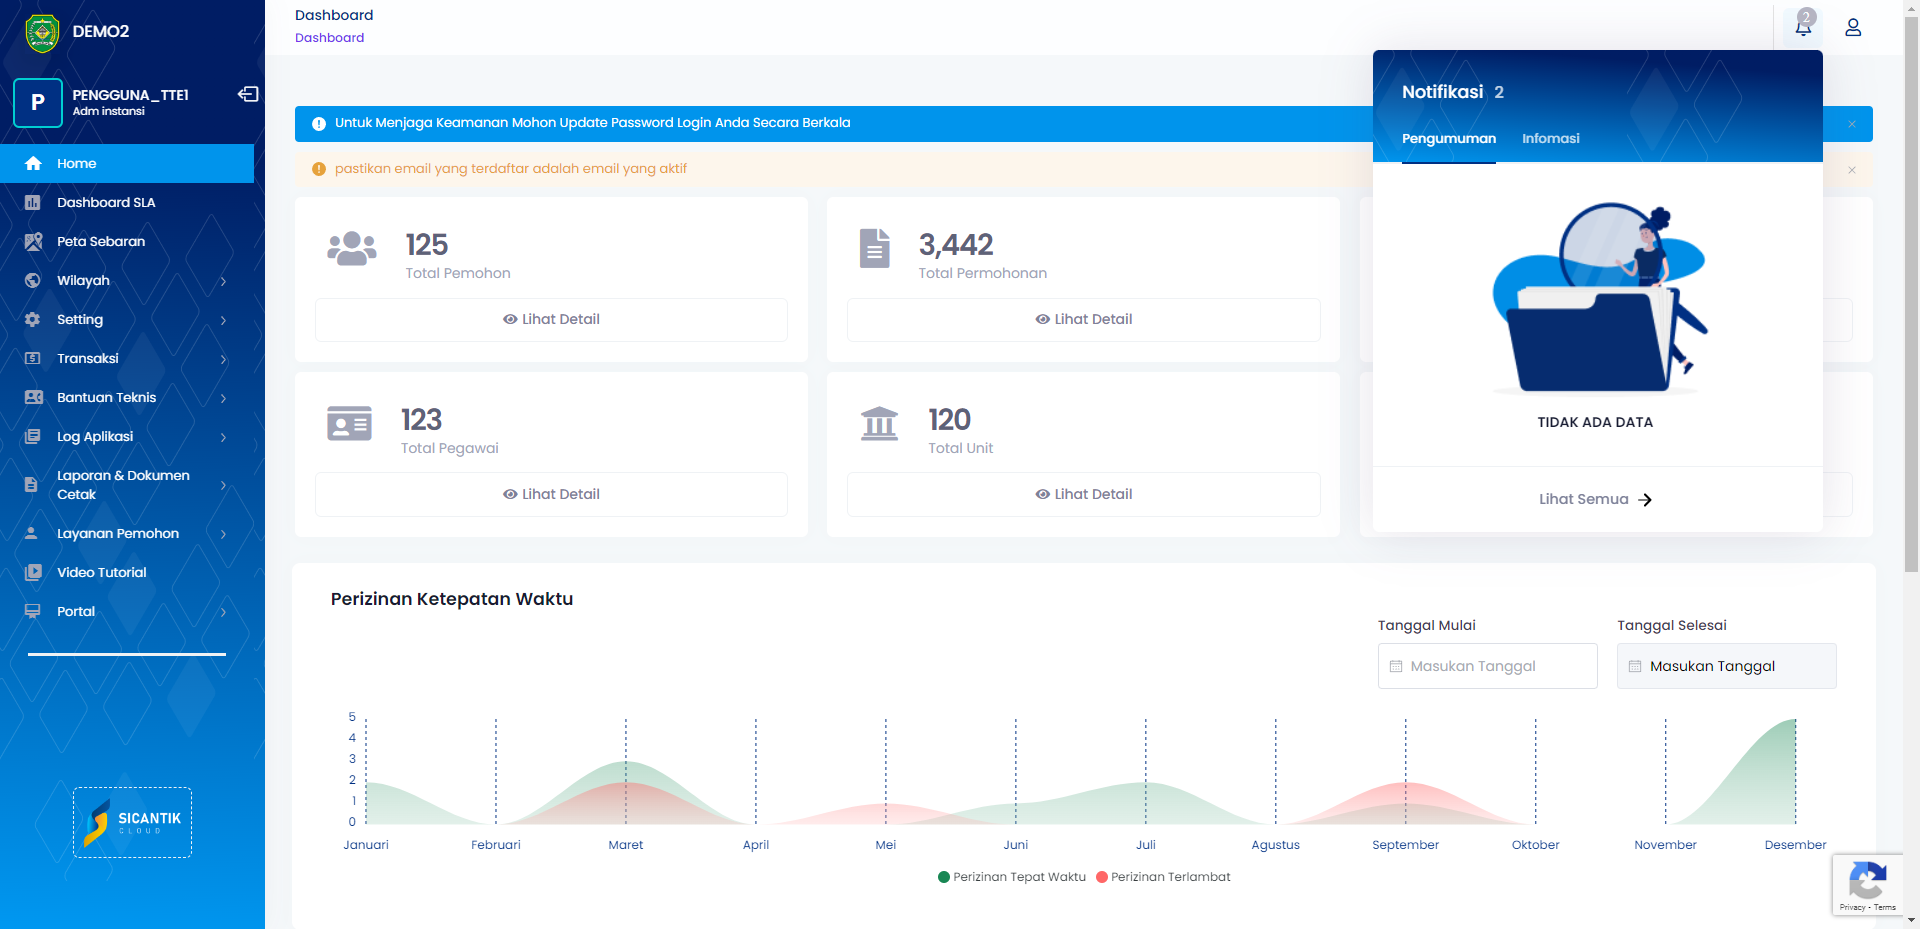 DEMO2
P
PENGGUNA_TTE1
Adm instansi
Home
Dashboard SLA
Peta Sebaran
Wilayah
Setting
Transaksi
Bantuan Teknis
Log Aplikasi
Laporan & Dokumen
Cetak
Layanan Pemohon
Video Tutorial
Portal
SICANTIK
CLOUD
Dashboard
Dashboard
2
Untuk Menjaga Keamanan Mohon Update Password Login Anda Secara Berkala
pastikan email yang terdaftar adalah email yang aktif
Notifikasi 2
Pengumuman Infomasi
TIDAK ADA DATA
Lihat Semua
125
Total Pemohon
Lihat Detail
3,442
Total Permohonan
Lihat Detail
123
Total Pegawai
Lihat Detail
120
Total Unit
Lihat Detail
Perizinan Ketepatan Waktu
Tanggal Mulai
Masukan Tanggal
Tanggal Selesai
Masukan Tanggal
5
4
3
2
1
0
Januari Februari Maret April Mei Juni Juli Agustus September Oktober November Desember
Perizinan Tepat Waktu Perizinan Terlambat
Privacy - Terms